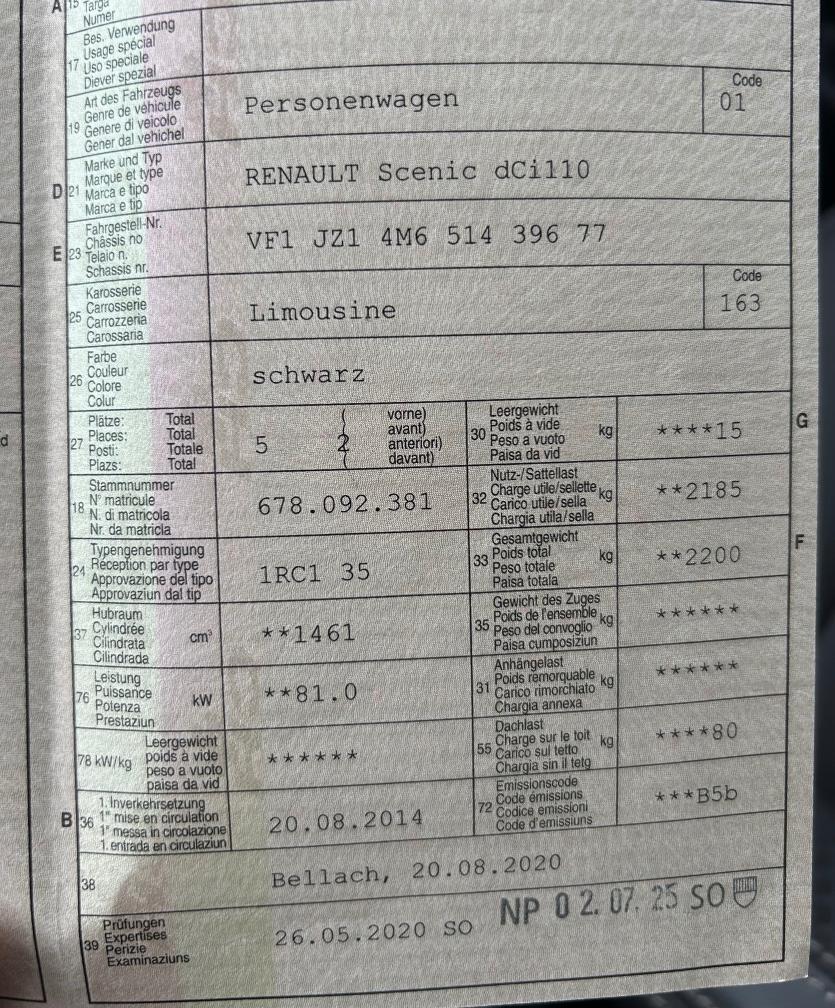 A 15 Targa
Numer
17 Bes. Verwendung
Usage spécial
Uso speciale
Diever spezial
19 Art des Fahrzeugs
Genre de véhicule
Genere di veicolo
Gener dal vehichel
Personenwagen
Code
01
D 21 Marke und Typ
Marque et type
Marca e tipo
Marca e tip
RENAULT Scenic dCi110
E 23 Fahrgestell-Nr.
Châssis no
Telaio n.
Schassis nr.
VF1 JZ1 4M6 514 396 77
25 Karosserie
Carrosserie
Carrozzeria
Carossaria
Limousine
Code
163
26 Farbe
Couleur
Colore
Colur
schwarz
27 Plätze: Total
Places: Total
Posti: Totale
Plazs: Total
5
2
vorne)
avant)
anteriori)
davant)
30 Leergewicht
Poids à vide
Peso a vuoto
Paisa da vid
kg
****15
G
18 Stammnummer
N° matricule
N. di matricola
Nr. da matricla
678.092.381
32 Nutz-/Sattellast
Charge utile/sellette
Carico utile/sella
Chargia utila/sella
kg
**2185
24 Typengenehmigung
Réception par type
Approvazione del tipo
Approvaziun dal tip
1RC1 35
33 Gesamtgewicht
Poids total
Peso totale
Paisa totala
kg
**2200
F
37 Hubraum
Cylindrée
Cilindrata
Cilindrada
cm³
**1461
35 Gewicht des Zuges
Poids de l'ensemble
Peso del convoglio
Paisa cumposiziun
kg
******
76 Leistung
Puissance
Potenza
Prestaziun
kW
**81.0
31 Anhängelast
Poids remorquable
Carico rimorchiato
Chargia annexa
kg
******
78 kW/kg
Leergewicht
poids à vide
peso a vuoto
paisa da vid
******
55 Dachlast
Charge sur le toit
Carico sul tetto
Chargia sin il tetg
kg
****80
B 36 1. Inverkehrsetzung
1re mise en circulation
1a messa in circolazione
1. entrada en circulaziun
20.08.2014
72 Emissionscode
Code émissions
Codice emissioni
Code d'emissiuns
***B5b
38
Bellach, 20.08.2020
39 Prüfungen
Expertises
Perizie
Examinaziuns
26.05.2020 SO
NP 02.07.25 SO
d